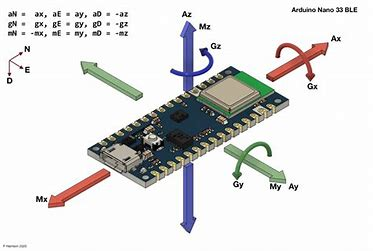 aN = ax, aE = ay, aD = -az
gN = gx, gE = gy, gD = -gz
mN = -mx, mE = my, mD = -mz
Arduino Nano 33 BLE
N
E
D
Az
Mz
Gz
Ax
Gx
Mx
Gy
My
Ay
P Harrison 2020